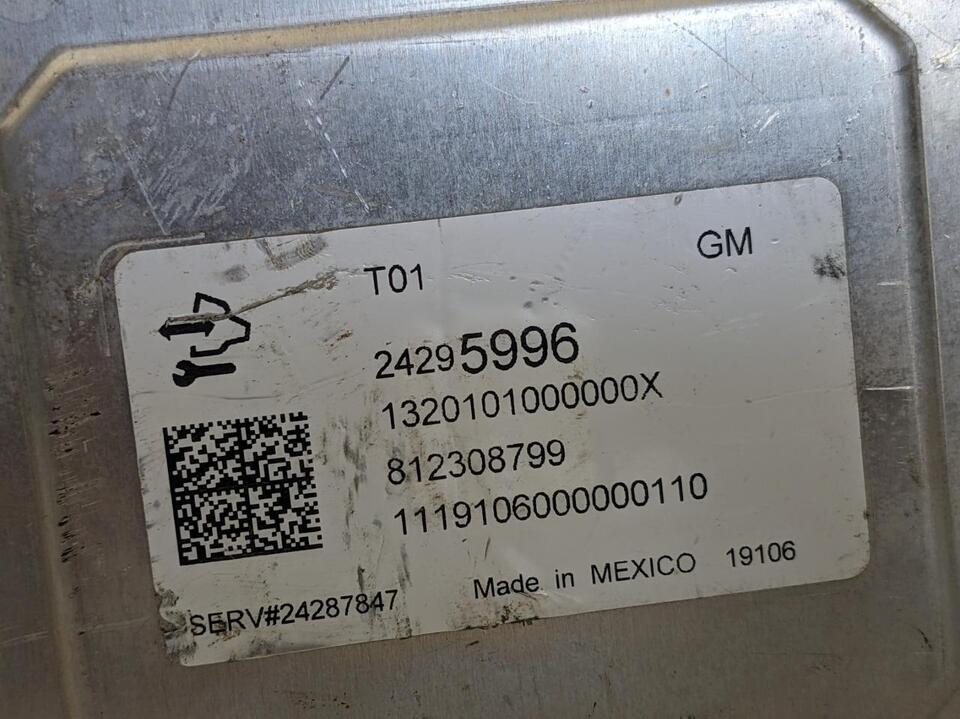 GM
T01
24295996
1320101000000X
812308799
1119106000000110
Made in MEXICO 19106
SERV#24287847